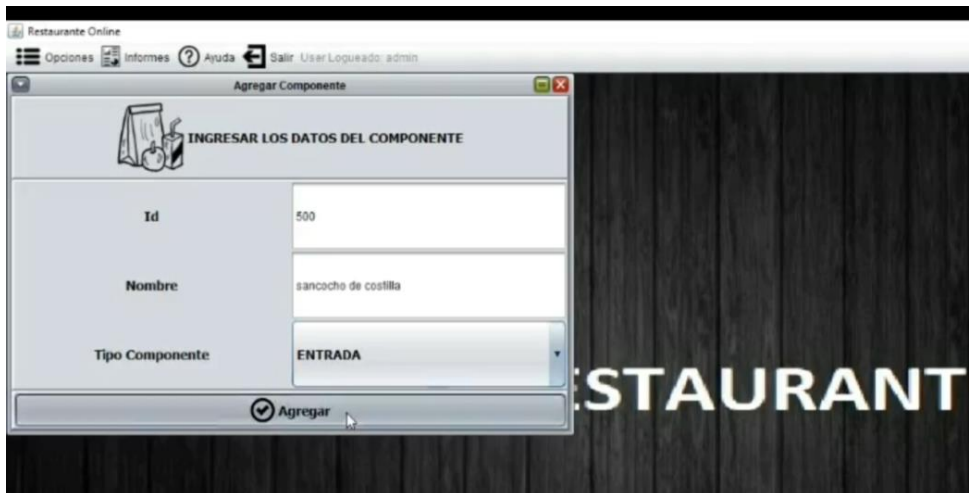 Restaurante Online
Opciones Informes ? Ayuda Salir User Logueado: admin
Agregar Componente
INGRESAR LOS DATOS DEL COMPONENTE
Id 500
Nombre sancocho de costilla
Tipo Componente ENTRADA
Agregar
ESTAURANT